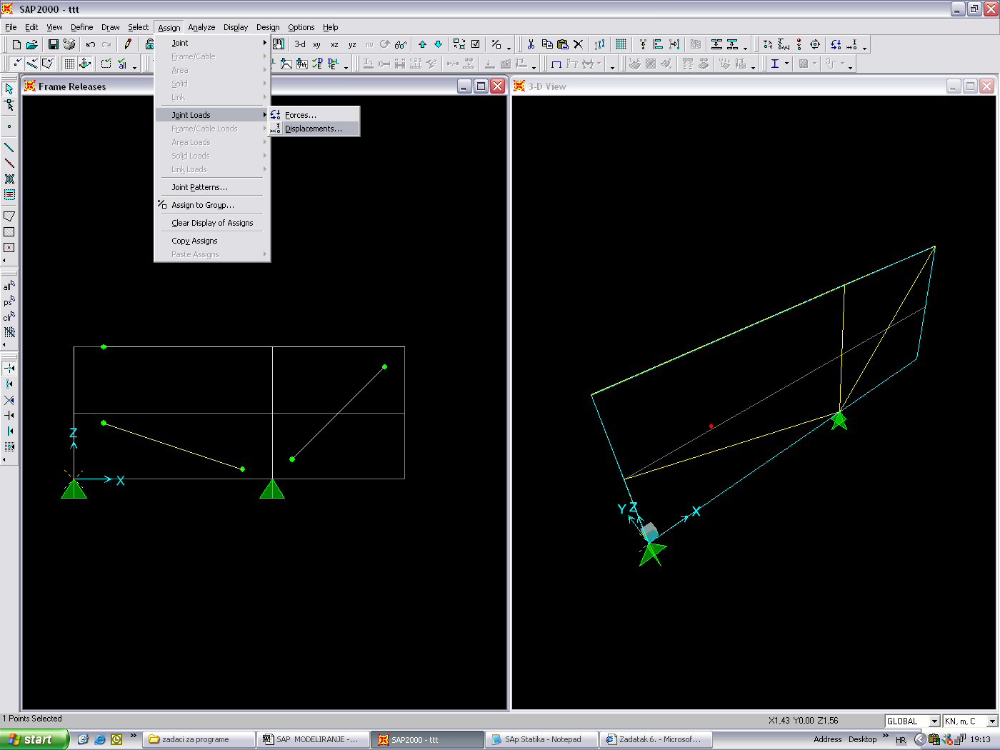 SAP2000 - ttt
File Edit View Define Draw Select Assign Analyze Display Design Options Help
3-d xy xz yz nv
all
Frame Releases
3-D View
Joint
Frame/Cable
Area
Solid
Link
Joint Loads
Frame/Cable Loads
Area Loads
Solid Loads
Link Loads
Joint Patterns...
Assign to Group...
Clear Display of Assigns
Copy Assigns
Paste Assigns
Forces...
Displacements...
all
ps
clr
Z
X
Y Z X
1 Points Selected
X1,43 Y0,00 Z1,56
GLOBAL
KN, m, C
start
zadaci za programe
SAP MODELIRANJE -...
SAP2000 - ttt
SAp Statika - Notepad
Zadatak 6. - Microsof...
Address Desktop
HR
19:13